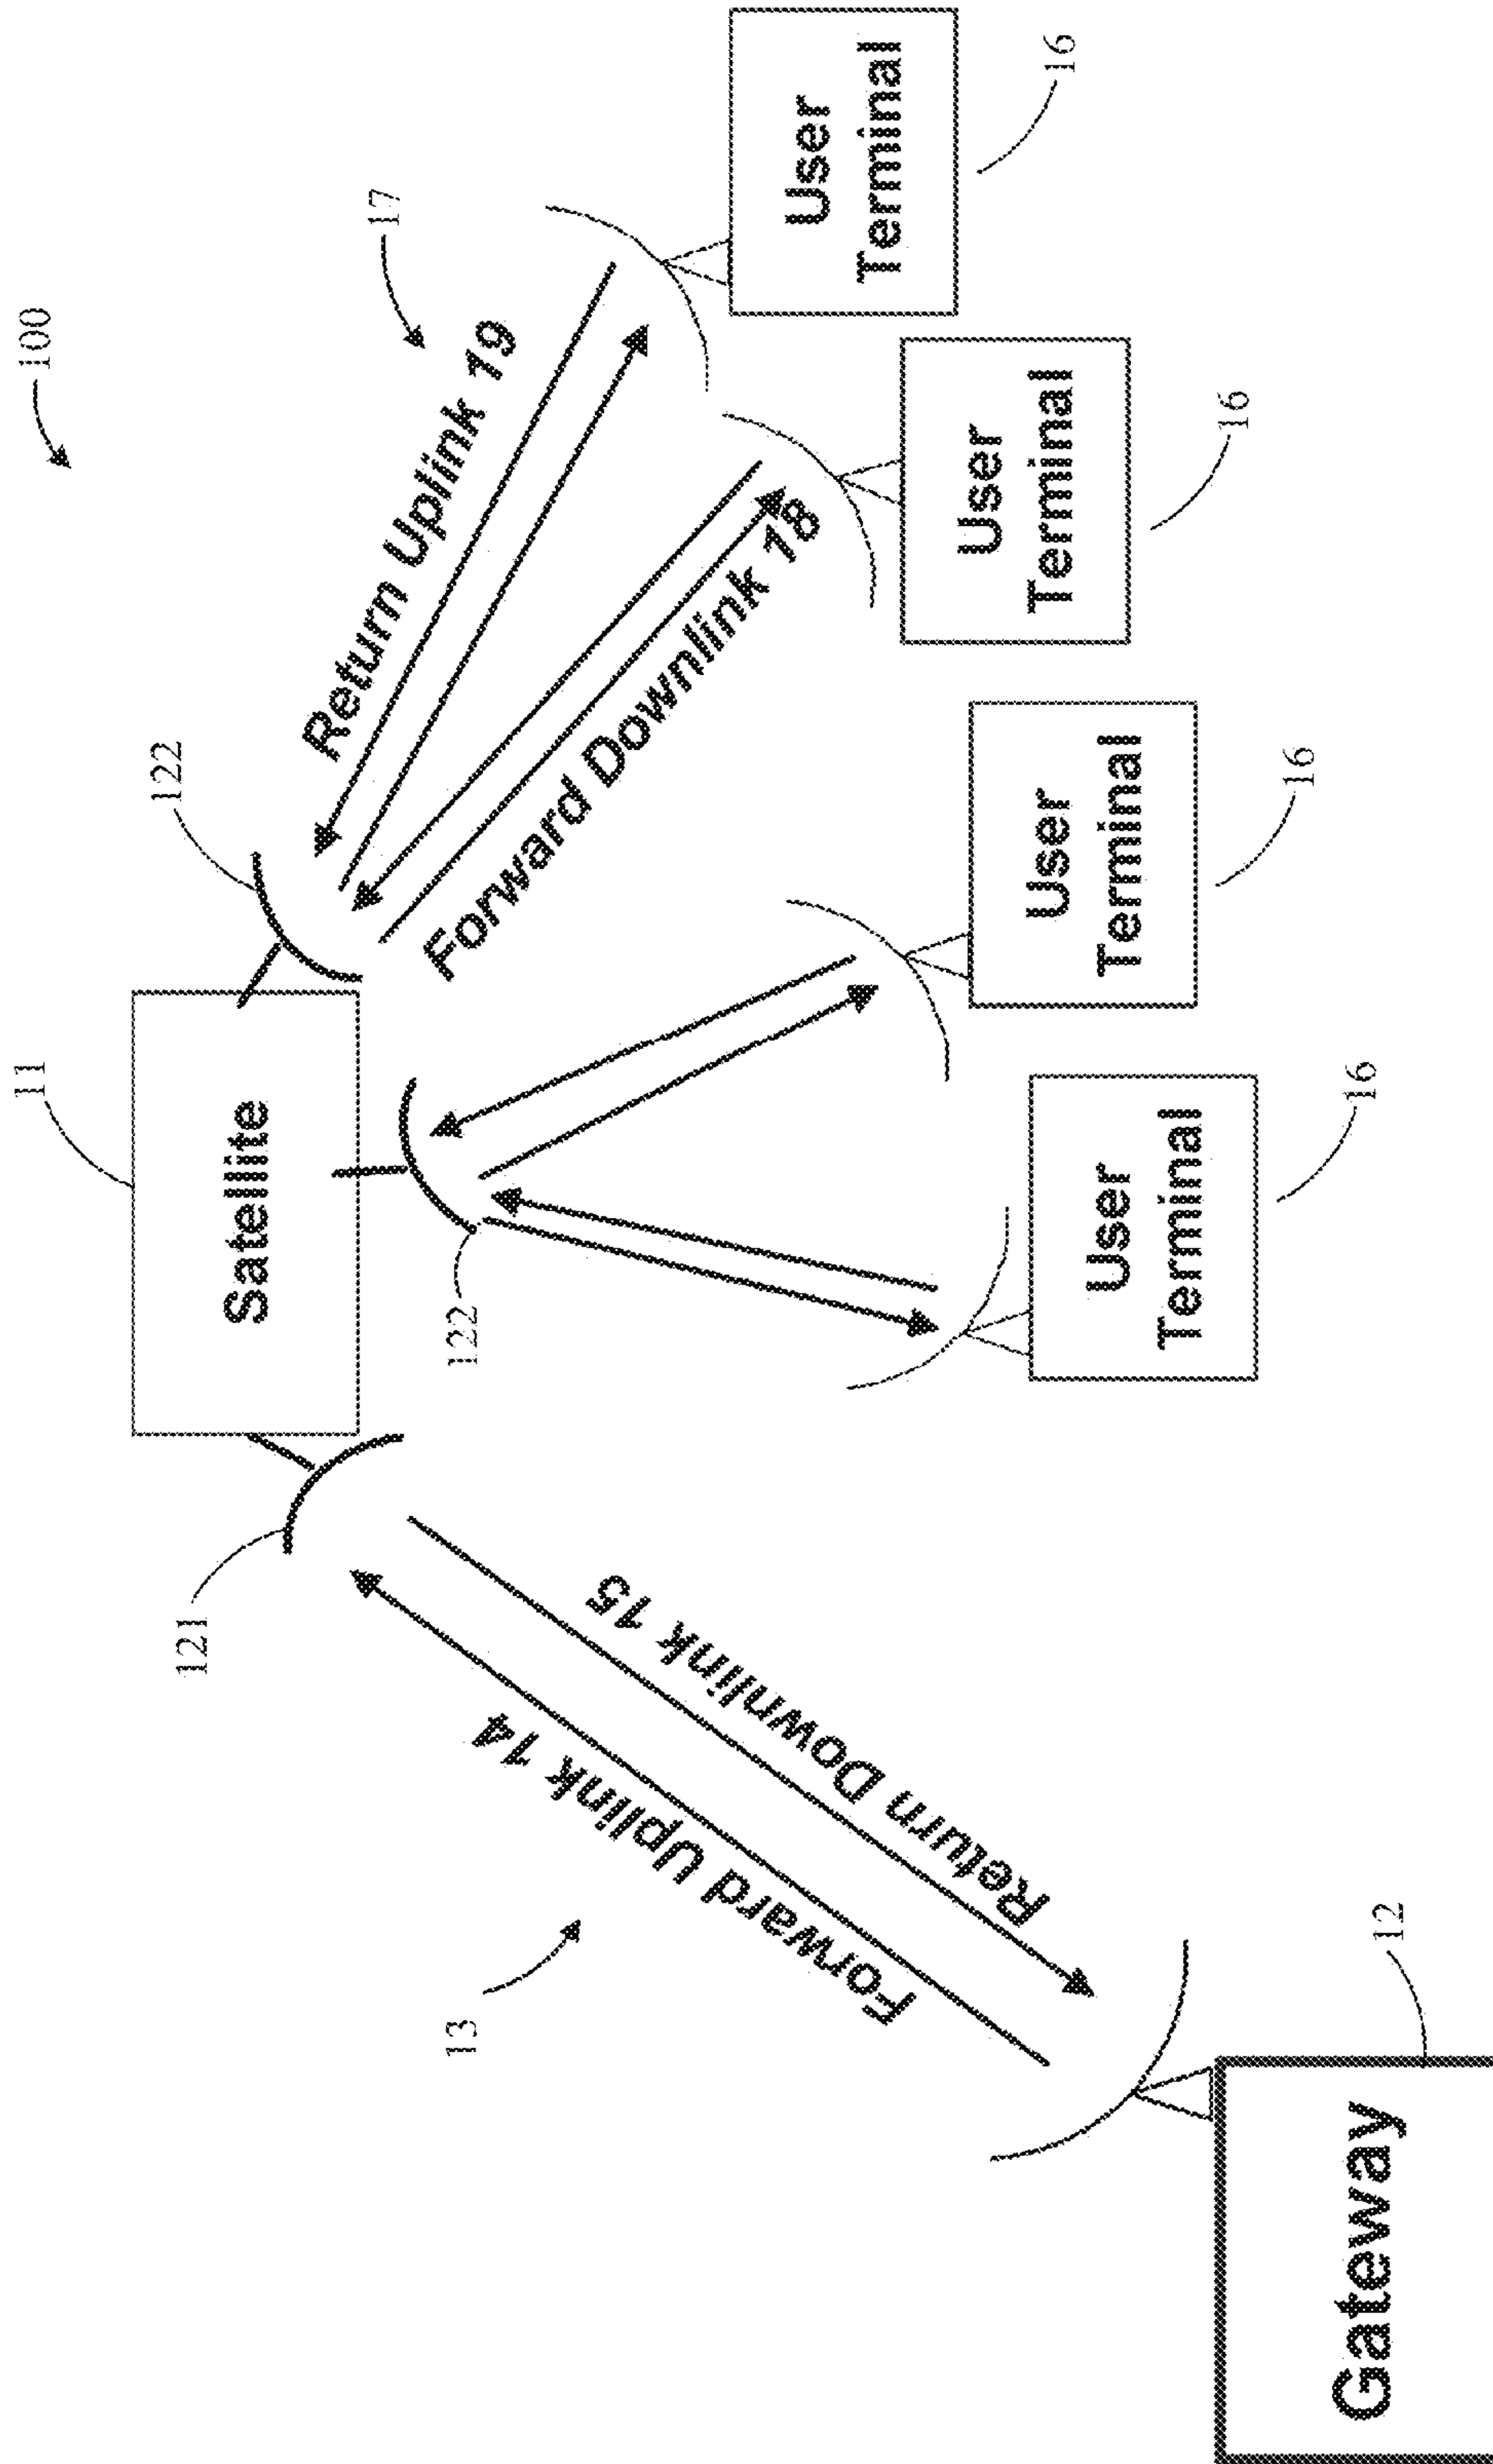 100
11
Satellite
122
121
122
17
Return Uplink 19
Forward Downlink 18
13
Forward Uplink 14
Return Downlink 15
User
Terminal
16
User
Terminal
16
User
Terminal
16
User
Terminal
16
12
Gateway